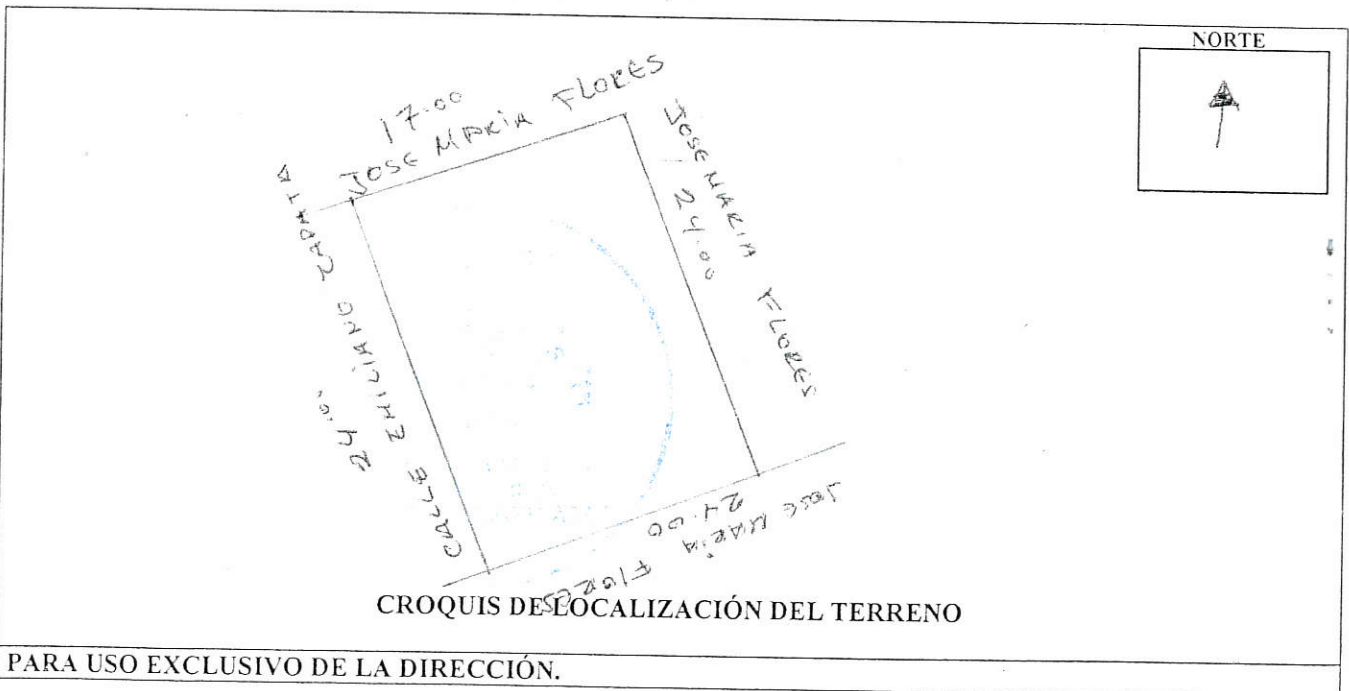 NORTE
17.00
JOSE MARIA FLORES
JOSE MARIA FLORES
24.00
CALLE EMILIANO ZAPATA
24.00
24.00
JOSE MARIA FLORES
CROQUIS DE LOCALIZACIÓN DEL TERRENO
PARA USO EXCLUSIVO DE LA DIRECCIÓN.